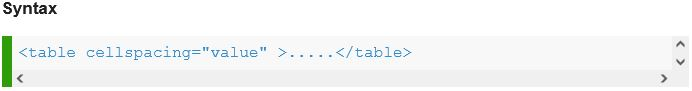 Syntax
<table cellspacing="value" >.....</table>